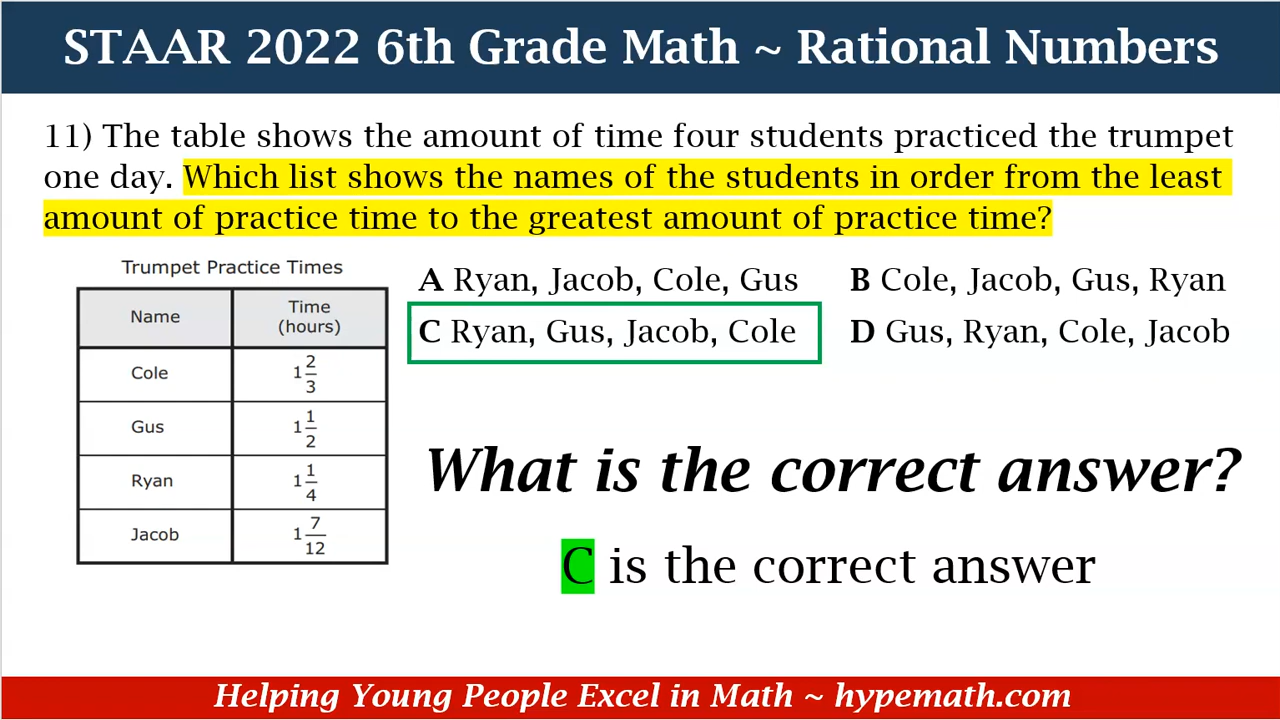 STAAR 2022 6th Grade Math ~ Rational Numbers
11) The table shows the amount of time four students practiced the trumpet
one day. Which list shows the names of the students in order from the least
amount of practice time to the greatest amount of practice time?
Trumpet Practice Times
Name Time (hours)
Cole 1 2/3
Gus 1 1/2
Ryan 1 1/4
Jacob 1 7/12
A Ryan, Jacob, Cole, Gus
B Cole, Jacob, Gus, Ryan
C Ryan, Gus, Jacob, Cole
D Gus, Ryan, Cole, Jacob
What is the correct answer?
C is the correct answer
Helping Young People Excel in Math ~ hypemath.com